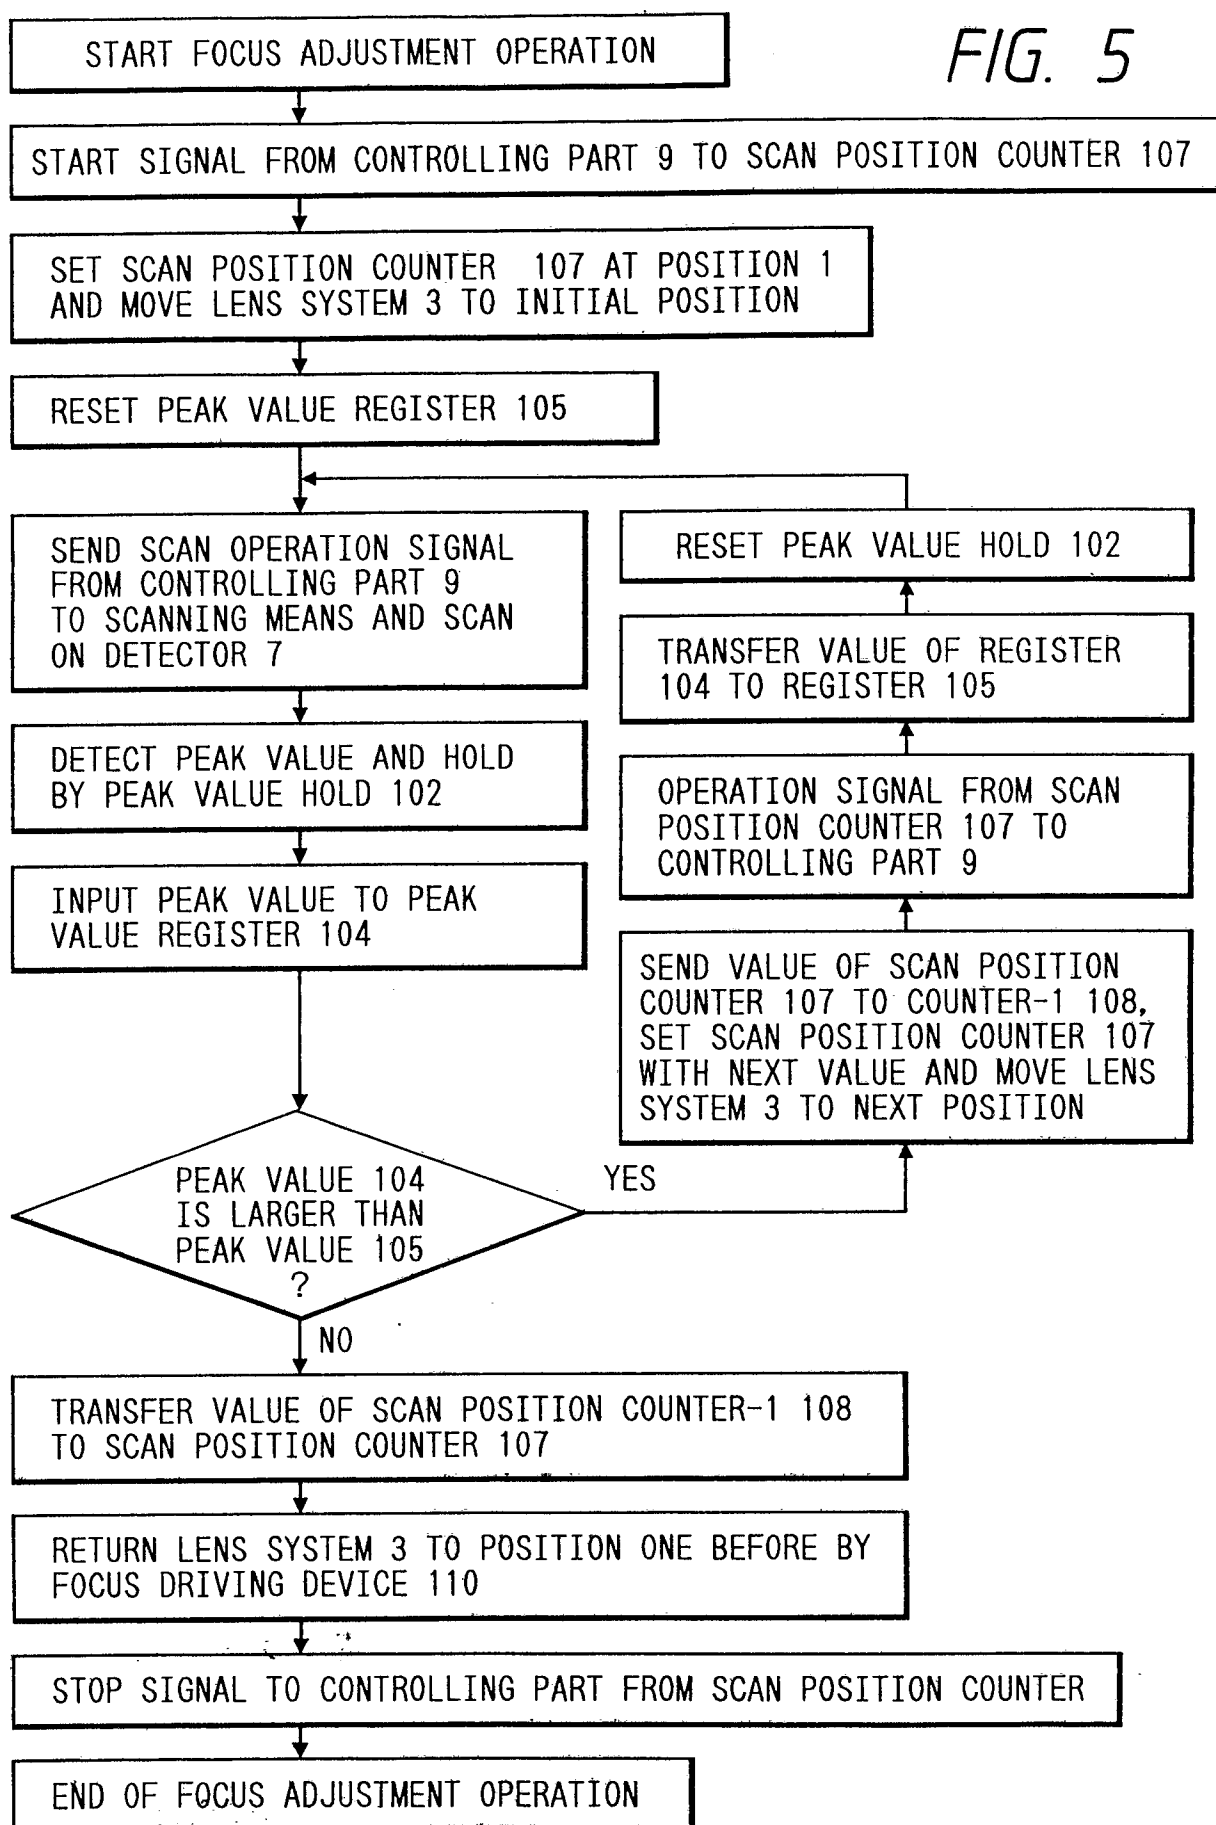 FIG. 5
START FOCUS ADJUSTMENT OPERATION
START SIGNAL FROM CONTROLLING PART 9 TO SCAN POSITION COUNTER 107
SET SCAN POSITION COUNTER 107 AT POSITION 1
AND MOVE LENS SYSTEM 3 TO INITIAL POSITION
RESET PEAK VALUE REGISTER 105
SEND SCAN OPERATION SIGNAL
FROM CONTROLLING PART 9
TO SCANNING MEANS AND SCAN
ON DETECTOR 7
DETECT PEAK VALUE AND HOLD
BY PEAK VALUE HOLD 102
INPUT PEAK VALUE TO PEAK
VALUE REGISTER 104
PEAK VALUE 104
IS LARGER THAN
PEAK VALUE 105
?
YES
SEND VALUE OF SCAN POSITION
COUNTER 107 TO COUNTER-1 108,
SET SCAN POSITION COUNTER 107
WITH NEXT VALUE AND MOVE LENS
SYSTEM 3 TO NEXT POSITION
OPERATION SIGNAL FROM SCAN
POSITION COUNTER 107 TO
CONTROLLING PART 9
TRANSFER VALUE OF REGISTER
104 TO REGISTER 105
RESET PEAK VALUE HOLD 102
NO
TRANSFER VALUE OF SCAN POSITION COUNTER-1 108
TO SCAN POSITION COUNTER 107
RETURN LENS SYSTEM 3 TO POSITION ONE BEFORE BY
FOCUS DRIVING DEVICE 110
STOP SIGNAL TO CONTROLLING PART FROM SCAN POSITION COUNTER
END OF FOCUS ADJUSTMENT OPERATION